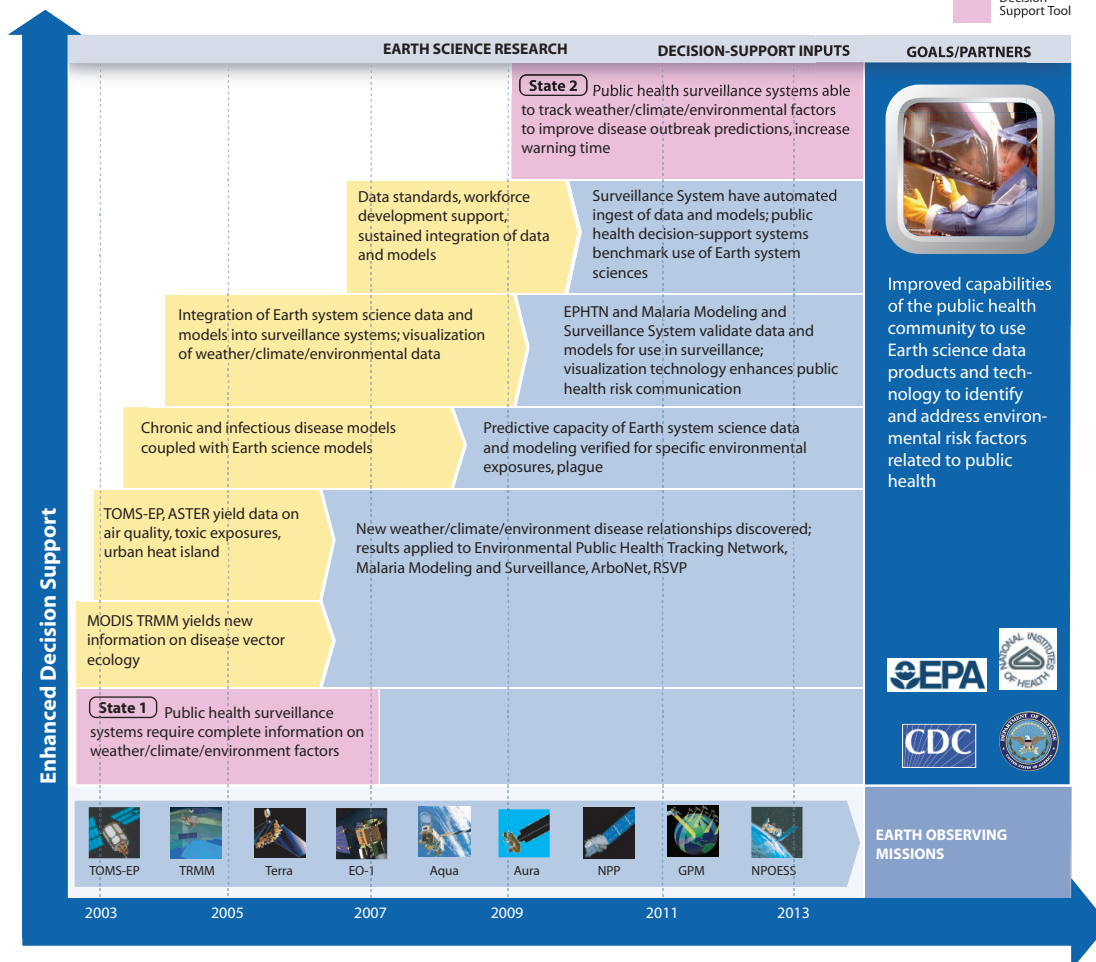 Decision
Support Tool
EARTH SCIENCE RESEARCH
DECISION-SUPPORT INPUTS
GOALS/PARTNERS
State 2 Public health surveillance systems able
to track weather/climate/environmental factors
to improve disease outbreak predictions, increase
warning time
Data standards, workforce
development support,
sustained integration of data
and models
Surveillance System have automated
ingest of data and models; public
health decision-support systems
benchmark use of Earth system
sciences
Integration of Earth system science data and
models into surveillance systems; visualization
of weather/climate/environmental data
EPHTN and Malaria Modeling and
Surveillance System validate data and
models for use in surveillance;
visualization technology enhances public
health risk communication
Chronic and infectious disease models
coupled with Earth science models
Predictive capacity of Earth system science data
and modeling verified for specific environmental
exposures, plague
TOMS-EP, ASTER yield data on
air quality, toxic exposures,
urban heat island
New weather/climate/environment disease relationships discovered;
results applied to Environmental Public Health Tracking Network,
Malaria Modeling and Surveillance, ArboNet, RSVP
MODIS TRMM yields new
information on disease vector
ecology
State 1 Public health surveillance
systems require complete information on
weather/climate/environment factors
Improved capabilities
of the public health
community to use
Earth science data
products and tech-
nology to identify
and address environ-
mental risk factors
related to public
health
EPA
NATIONAL INSTITUTES
OF HEALTH
CDC
DEPARTMENT OF DEFENSE
UNITED STATES OF AMERICA
Enhanced Decision Support
TOMS-EP
TRMM
Terra
EO-1
Aqua
Aura
NPP
GPM
NPOESS
EARTH OBSERVING
MISSIONS
2003
2005
2007
2009
2011
2013